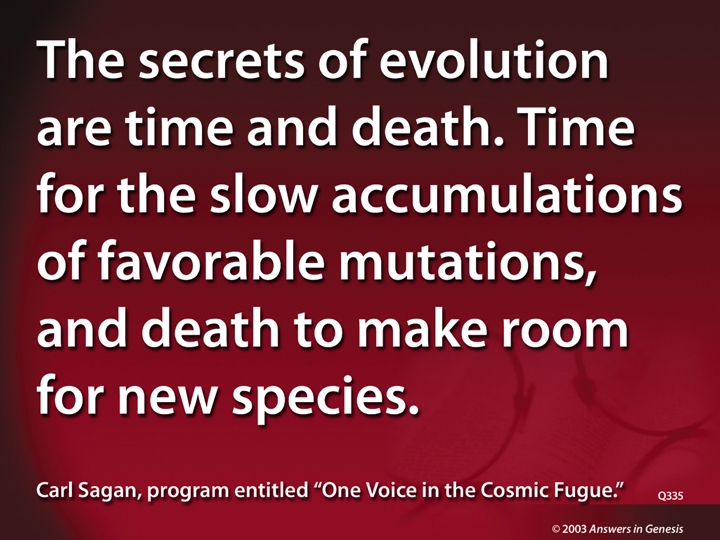 The secrets of evolution
are time and death. Time
for the slow accumulations
of favorable mutations,
and death to make room
for new species.
Carl Sagan, program entitled “One Voice in the Cosmic Fugue.”
Q335
© 2003 Answers in Genesis